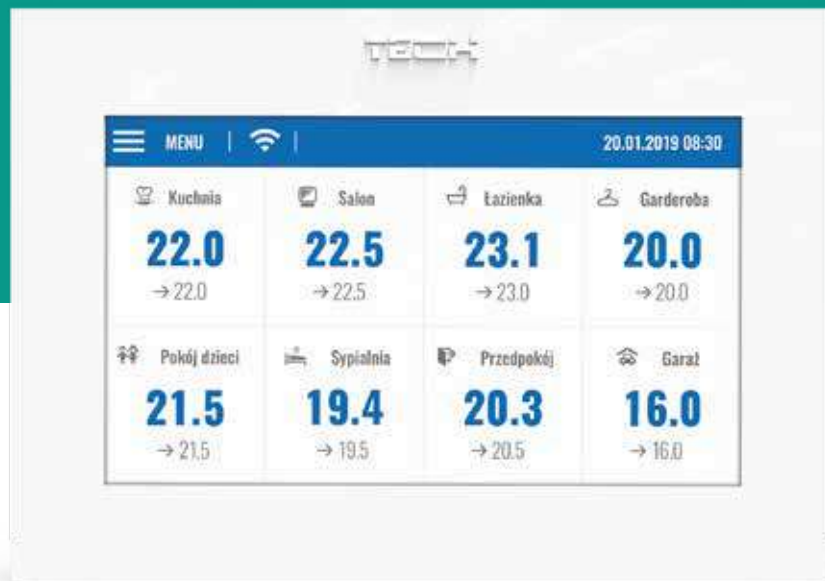 TECH
MENU | | 20.01.2019 08:30
Kuchnia Salon Łazienka Garderoba
22.0 22.5 23.1 20.0
→ 22.0 → 22.5 → 23.0 → 20.0
Pokój dzieci Sypialnia Przedpokój Garaż
21.5 19.4 20.3 16.0
→ 21.5 → 19.5 → 20.5 → 16.0